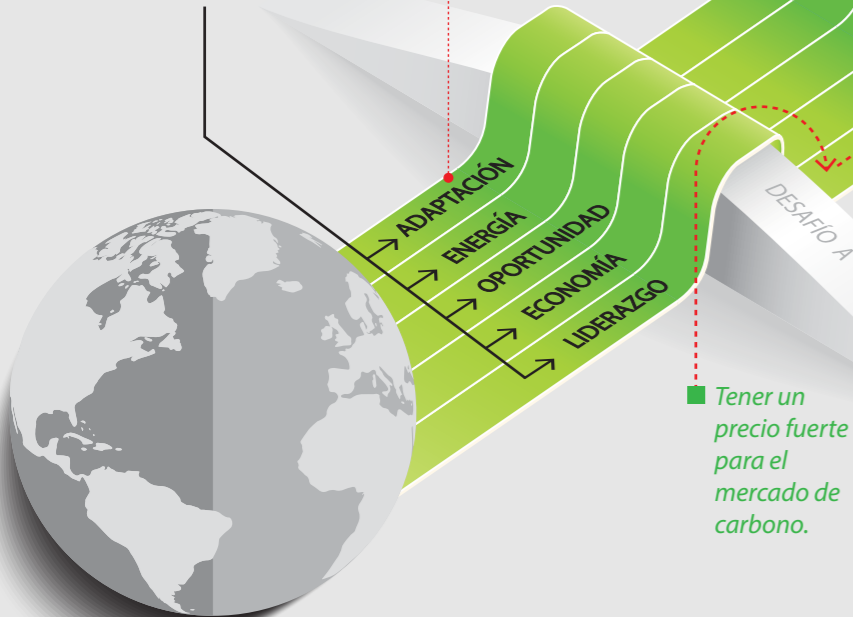 ADAPTACIÓN
ENERGÍA
OPORTUNIDAD
ECONOMÍA
LIDERAZGO
DESAFÍO A
Tener un
precio fuerte
para el
mercado de
carbono.